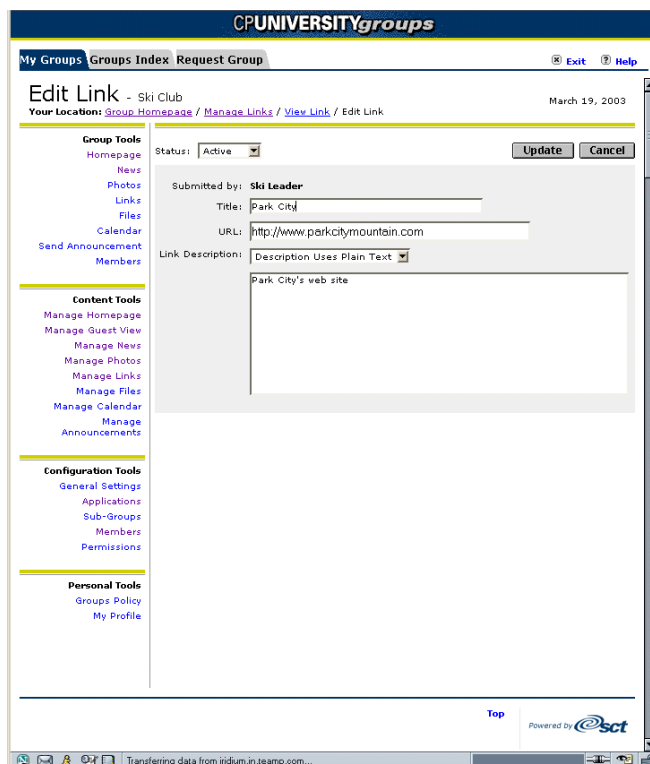 CPUNIVERSITYgroups
My Groups Groups Index Request Group
Exit Help
Edit Link - Ski Club
March 19, 2003
Your Location: Group Homepage / Manage Links / View Link / Edit Link
Group Tools
Homepage
News
Photos
Links
Files
Calendar
Send Announcement
Members
Content Tools
Manage Homepage
Manage Guest View
Manage News
Manage Photos
Manage Links
Manage Files
Manage Calendar
Manage
Announcements
Configuration Tools
General Settings
Applications
Sub-Groups
Members
Permissions
Personal Tools
Groups Policy
My Profile
Status: Active Update Cancel
Submitted by: Ski Leader
Title: Park City
URL: http://www.parkcitymountain.com
Link Description: Description Uses Plain Text
Park City's web site
Top
Powered by sct
Transferring data from iridium.in.teamp.com...